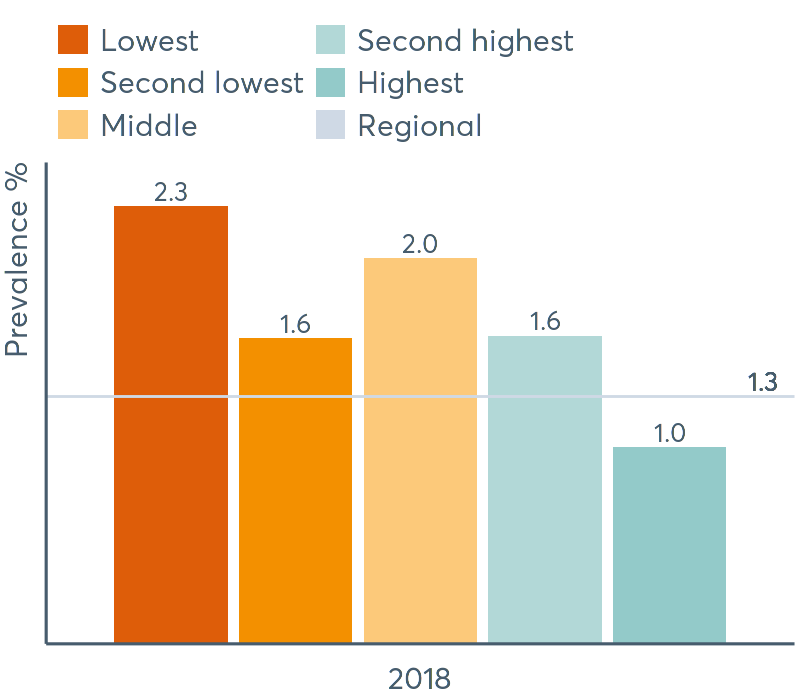 Lowest
Second lowest
Middle
Second highest
Highest
Regional
Prevalence %
2.3
1.6
2.0
1.6
1.0
1.3
2018